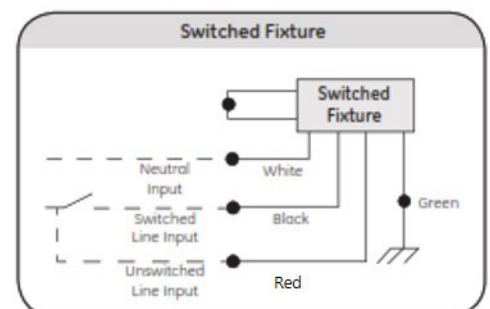 Switched Fixture
Switched
Fixture
Neutral
Input
White
Switched
Line Input
Black
Green
Unswitched
Line Input
Red